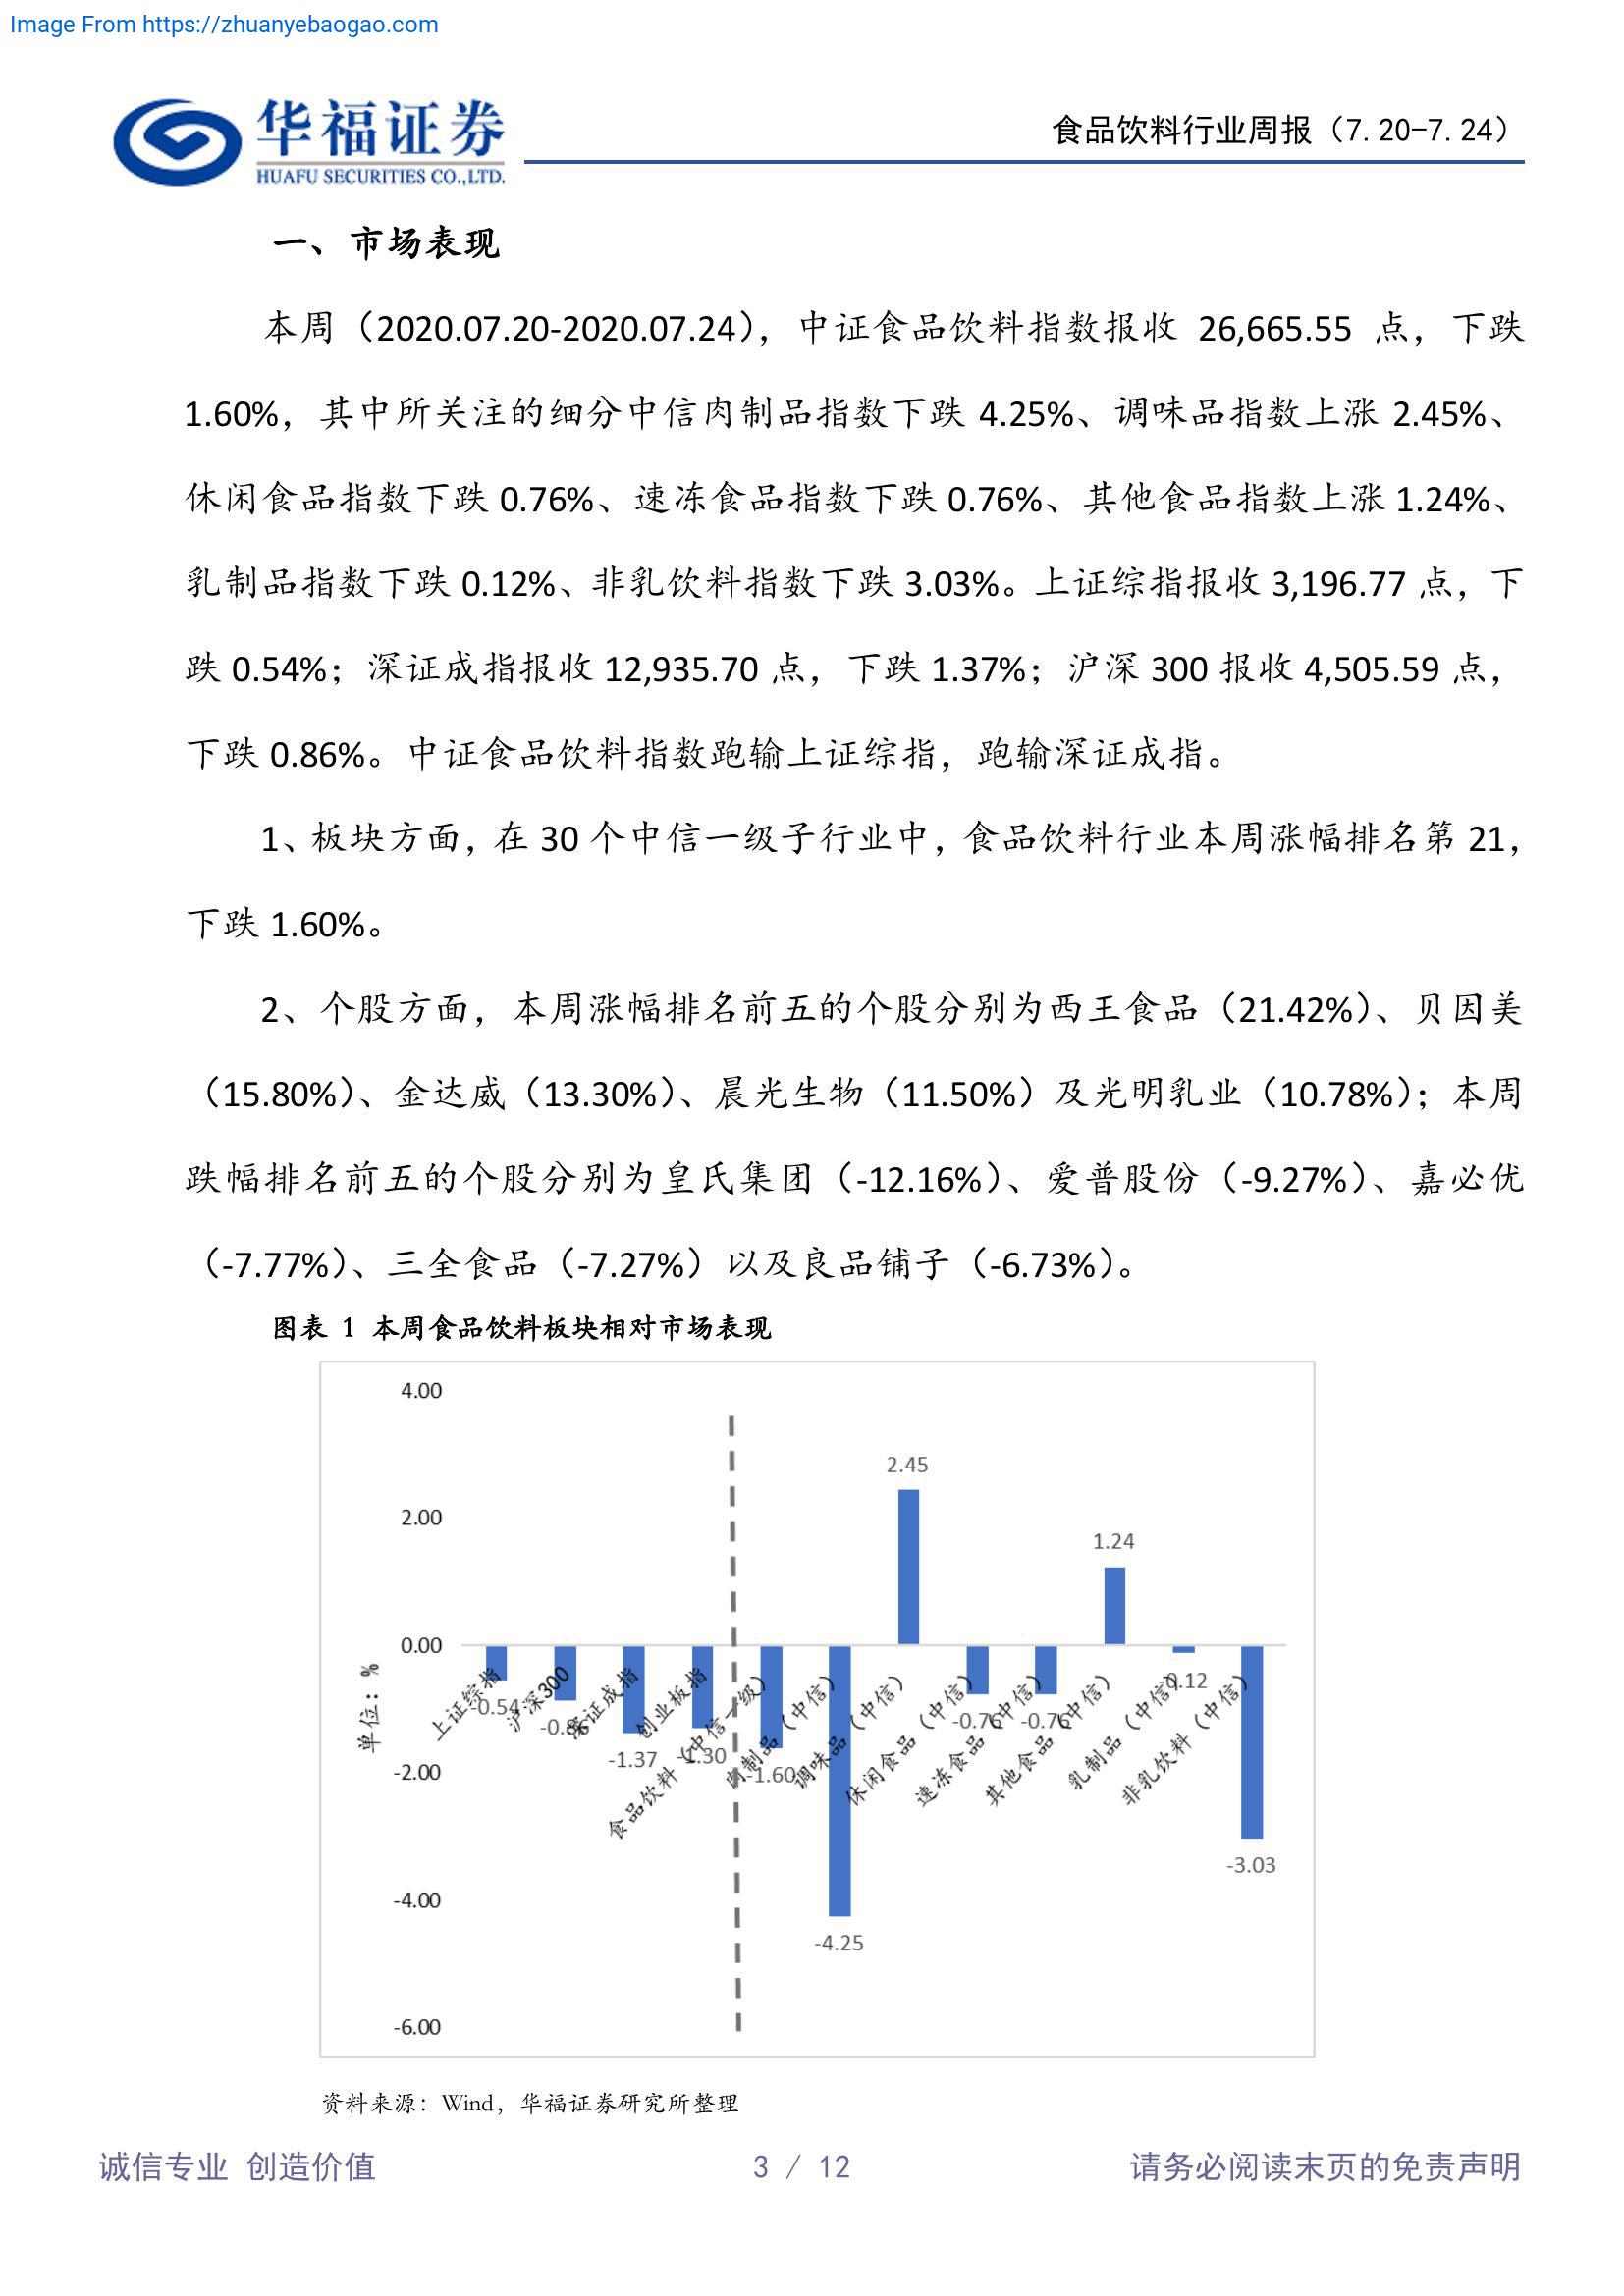 Image From https://zhuanyebaogao.com
华福证券
HUAFU SECURITIES CO.,LTD.
食品饮料行业周报（7.20-7.24）
一、市场表现
本周（2020.07.20-2020.07.24），中证食品饮料指数报收 26,665.55 点，下跌
1.60%，其中所关注的细分中信肉制品指数下跌 4.25%、调味品指数上涨 2.45%、
休闲食品指数下跌 0.76%、速冻食品指数下跌 0.76%、其他食品指数上涨 1.24%、
乳制品指数下跌 0.12%、非乳饮料指数下跌 3.03%。上证综指报收 3,196.77 点，下
跌 0.54%；深证成指报收 12,935.70 点，下跌 1.37%；沪深 300 报收 4,505.59 点，
下跌 0.86%。中证食品饮料指数跑输上证综指，跑输深证成指。
1、板块方面，在 30 个中信一级子行业中，食品饮料行业本周涨幅排名第 21，
下跌 1.60%。
2、个股方面，本周涨幅排名前五的个股分别为西王食品（21.42%）、贝因美
（15.80%）、金达威（13.30%）、晨光生物（11.50%）及光明乳业（10.78%）；本周
跌幅排名前五的个股分别为皇氏集团（-12.16%）、爱普股份（-9.27%）、嘉必优
（-7.77%）、三全食品（-7.27%）以及良品铺子（-6.73%）。
图表 1 本周食品饮料板块相对市场表现
4.00
2.00
0.00
-2.00
-4.00
-6.00
单位：%
-0.54
-0.86
-1.37
-1.30
-1.60
-4.25
2.45
-0.76
-0.76
1.24
-0.12
-3.03
上证综指
沪深300
深证成指
创业板指
食品饮料（中信一级）
肉制品（中信）
调味品（中信）
休闲食品（中信）
速冻食品（中信）
其他食品（中信）
乳制品（中信）
非乳饮料（中信）
资料来源：Wind，华福证券研究所整理
诚信专业 创造价值
3 / 12
请务必阅读末页的免责声明